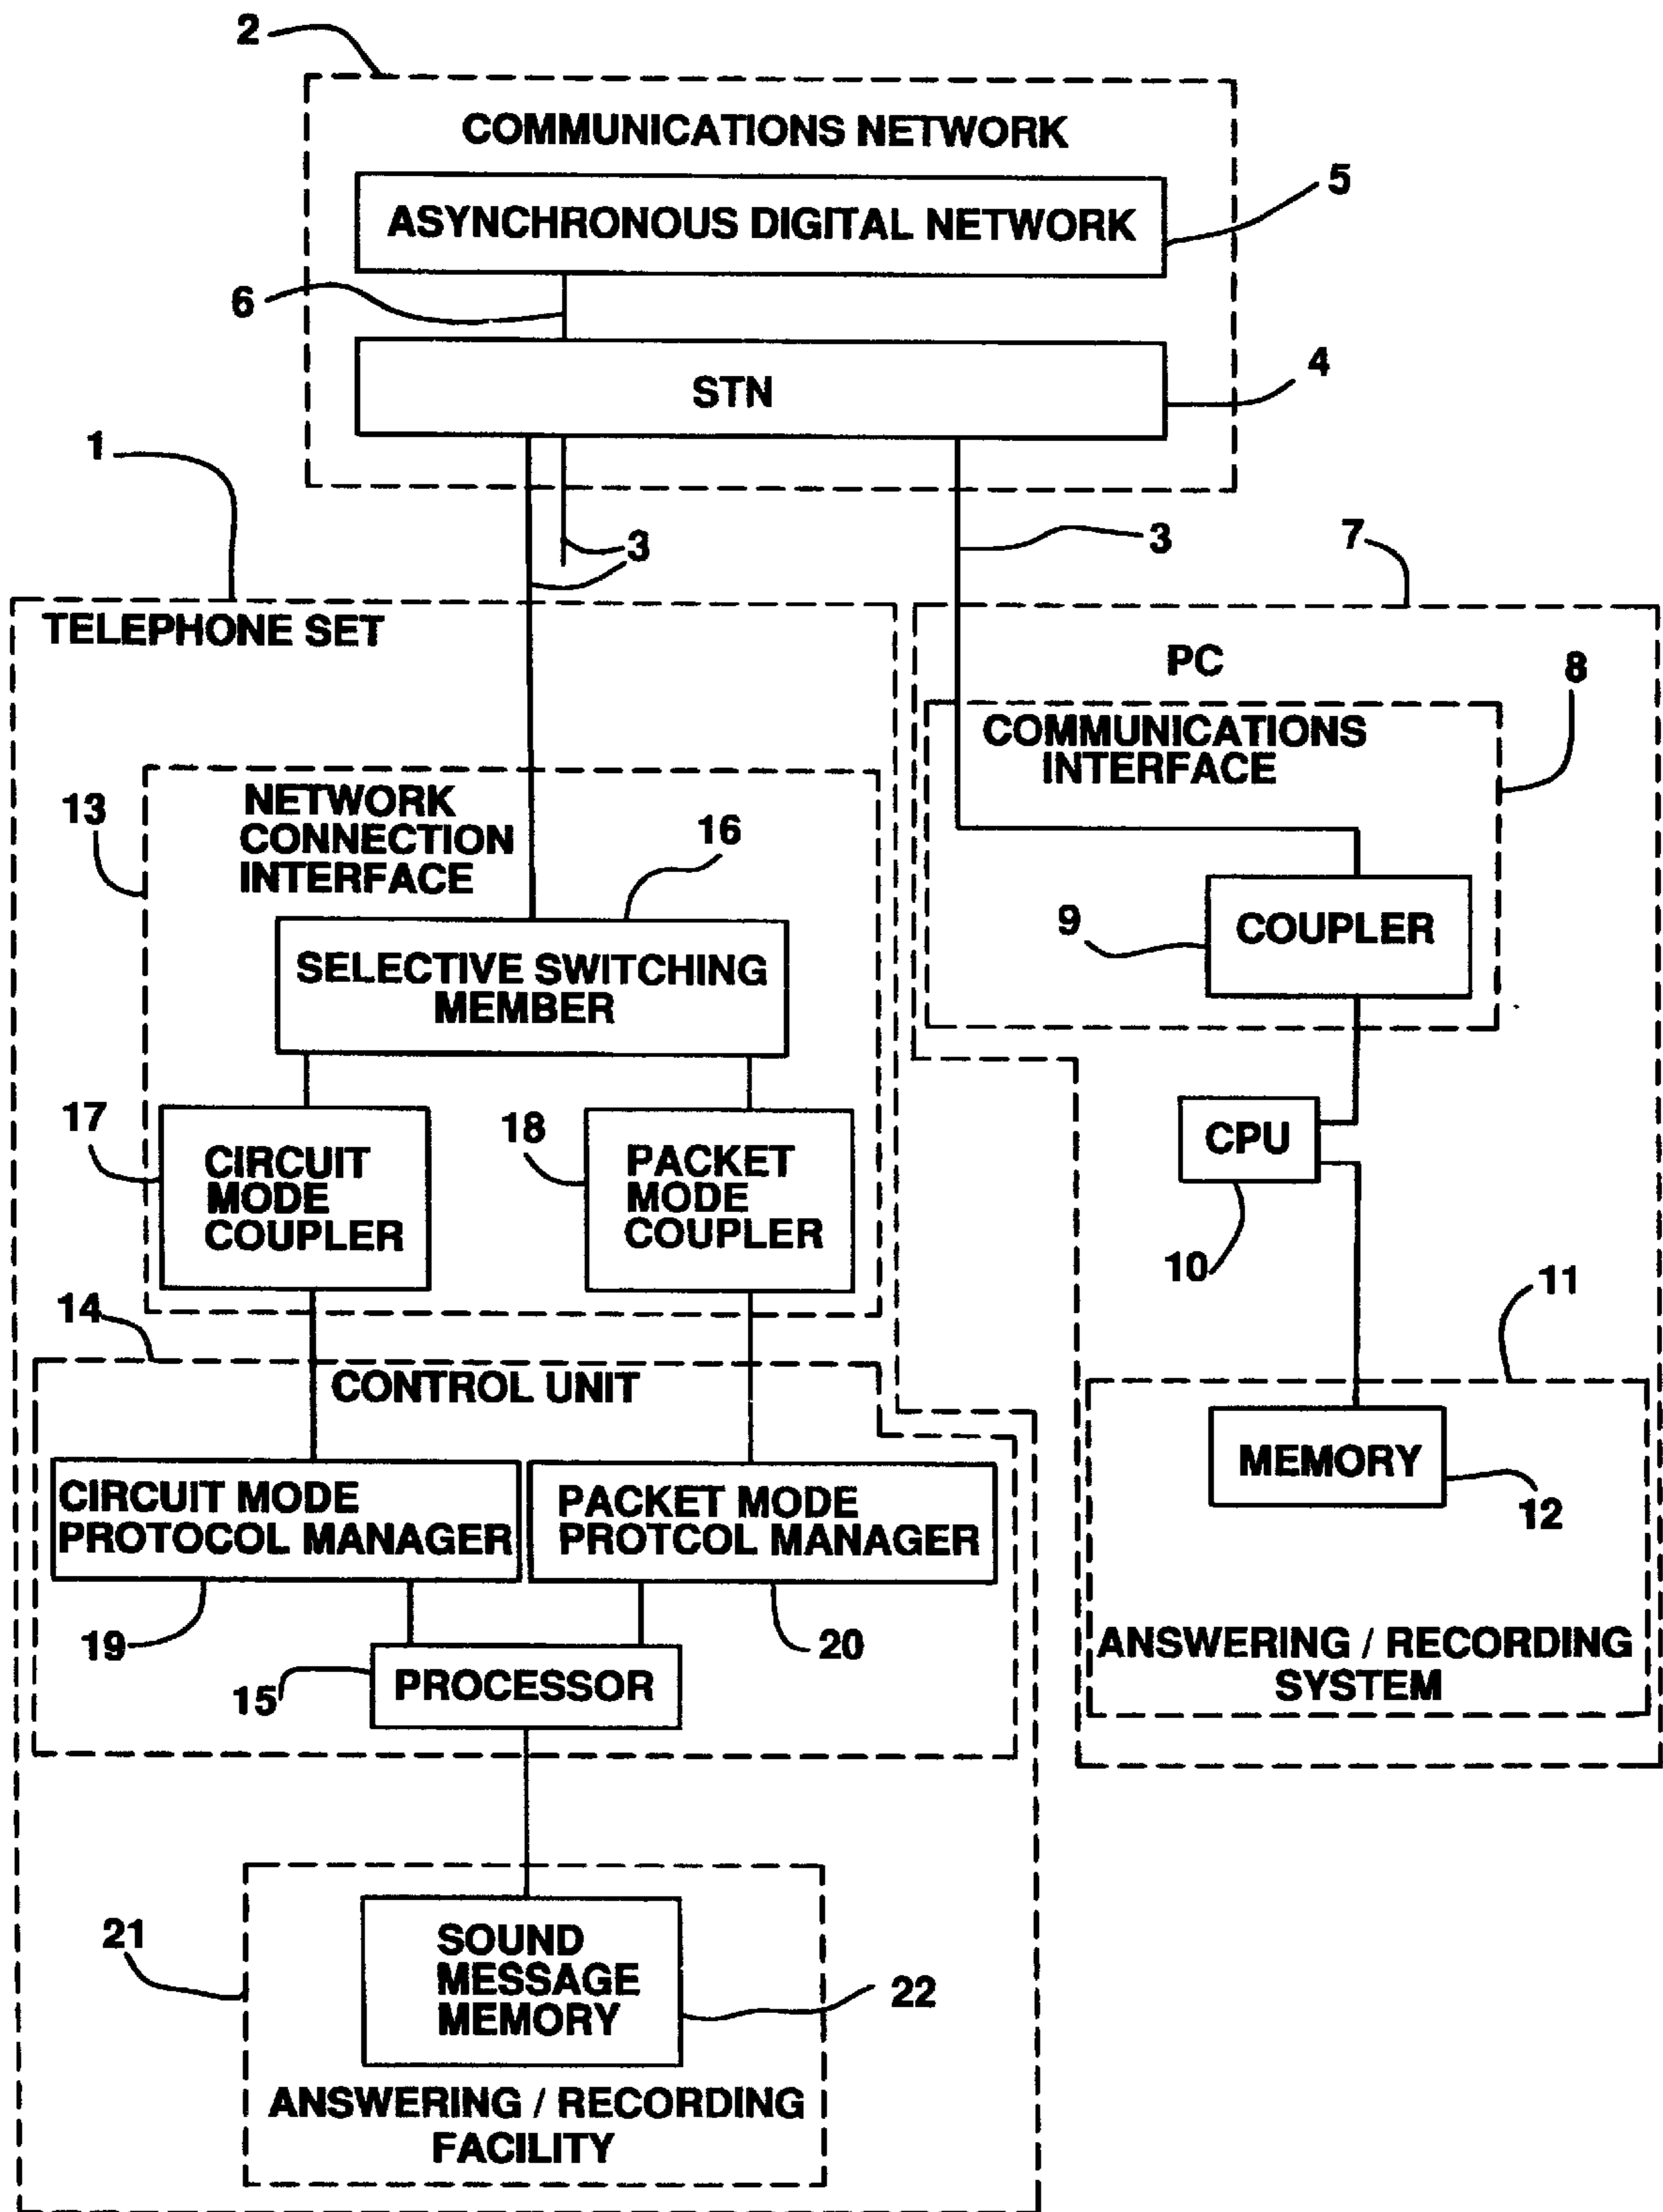 2
COMMUNICATIONS NETWORK
5
ASYNCHRONOUS DIGITAL NETWORK
6
4
STN
1
3
3
7
TELEPHONE SET
PC
8
COMMUNICATIONS
INTERFACE
13
NETWORK
CONNECTION
INTERFACE
16
9
COUPLER
SELECTIVE SWITCHING
MEMBER
17
CIRCUIT
MODE
COUPLER
18
PACKET
MODE
COUPLER
CPU
10
11
14
CONTROL UNIT
MEMORY
12
CIRCUIT MODE
PROTOCOL MANAGER
PACKET MODE
PROTCOL MANAGER
19
20
ANSWERING / RECORDING
SYSTEM
15
PROCESSOR
21
SOUND
MESSAGE
MEMORY
22
ANSWERING / RECORDING
FACILITY